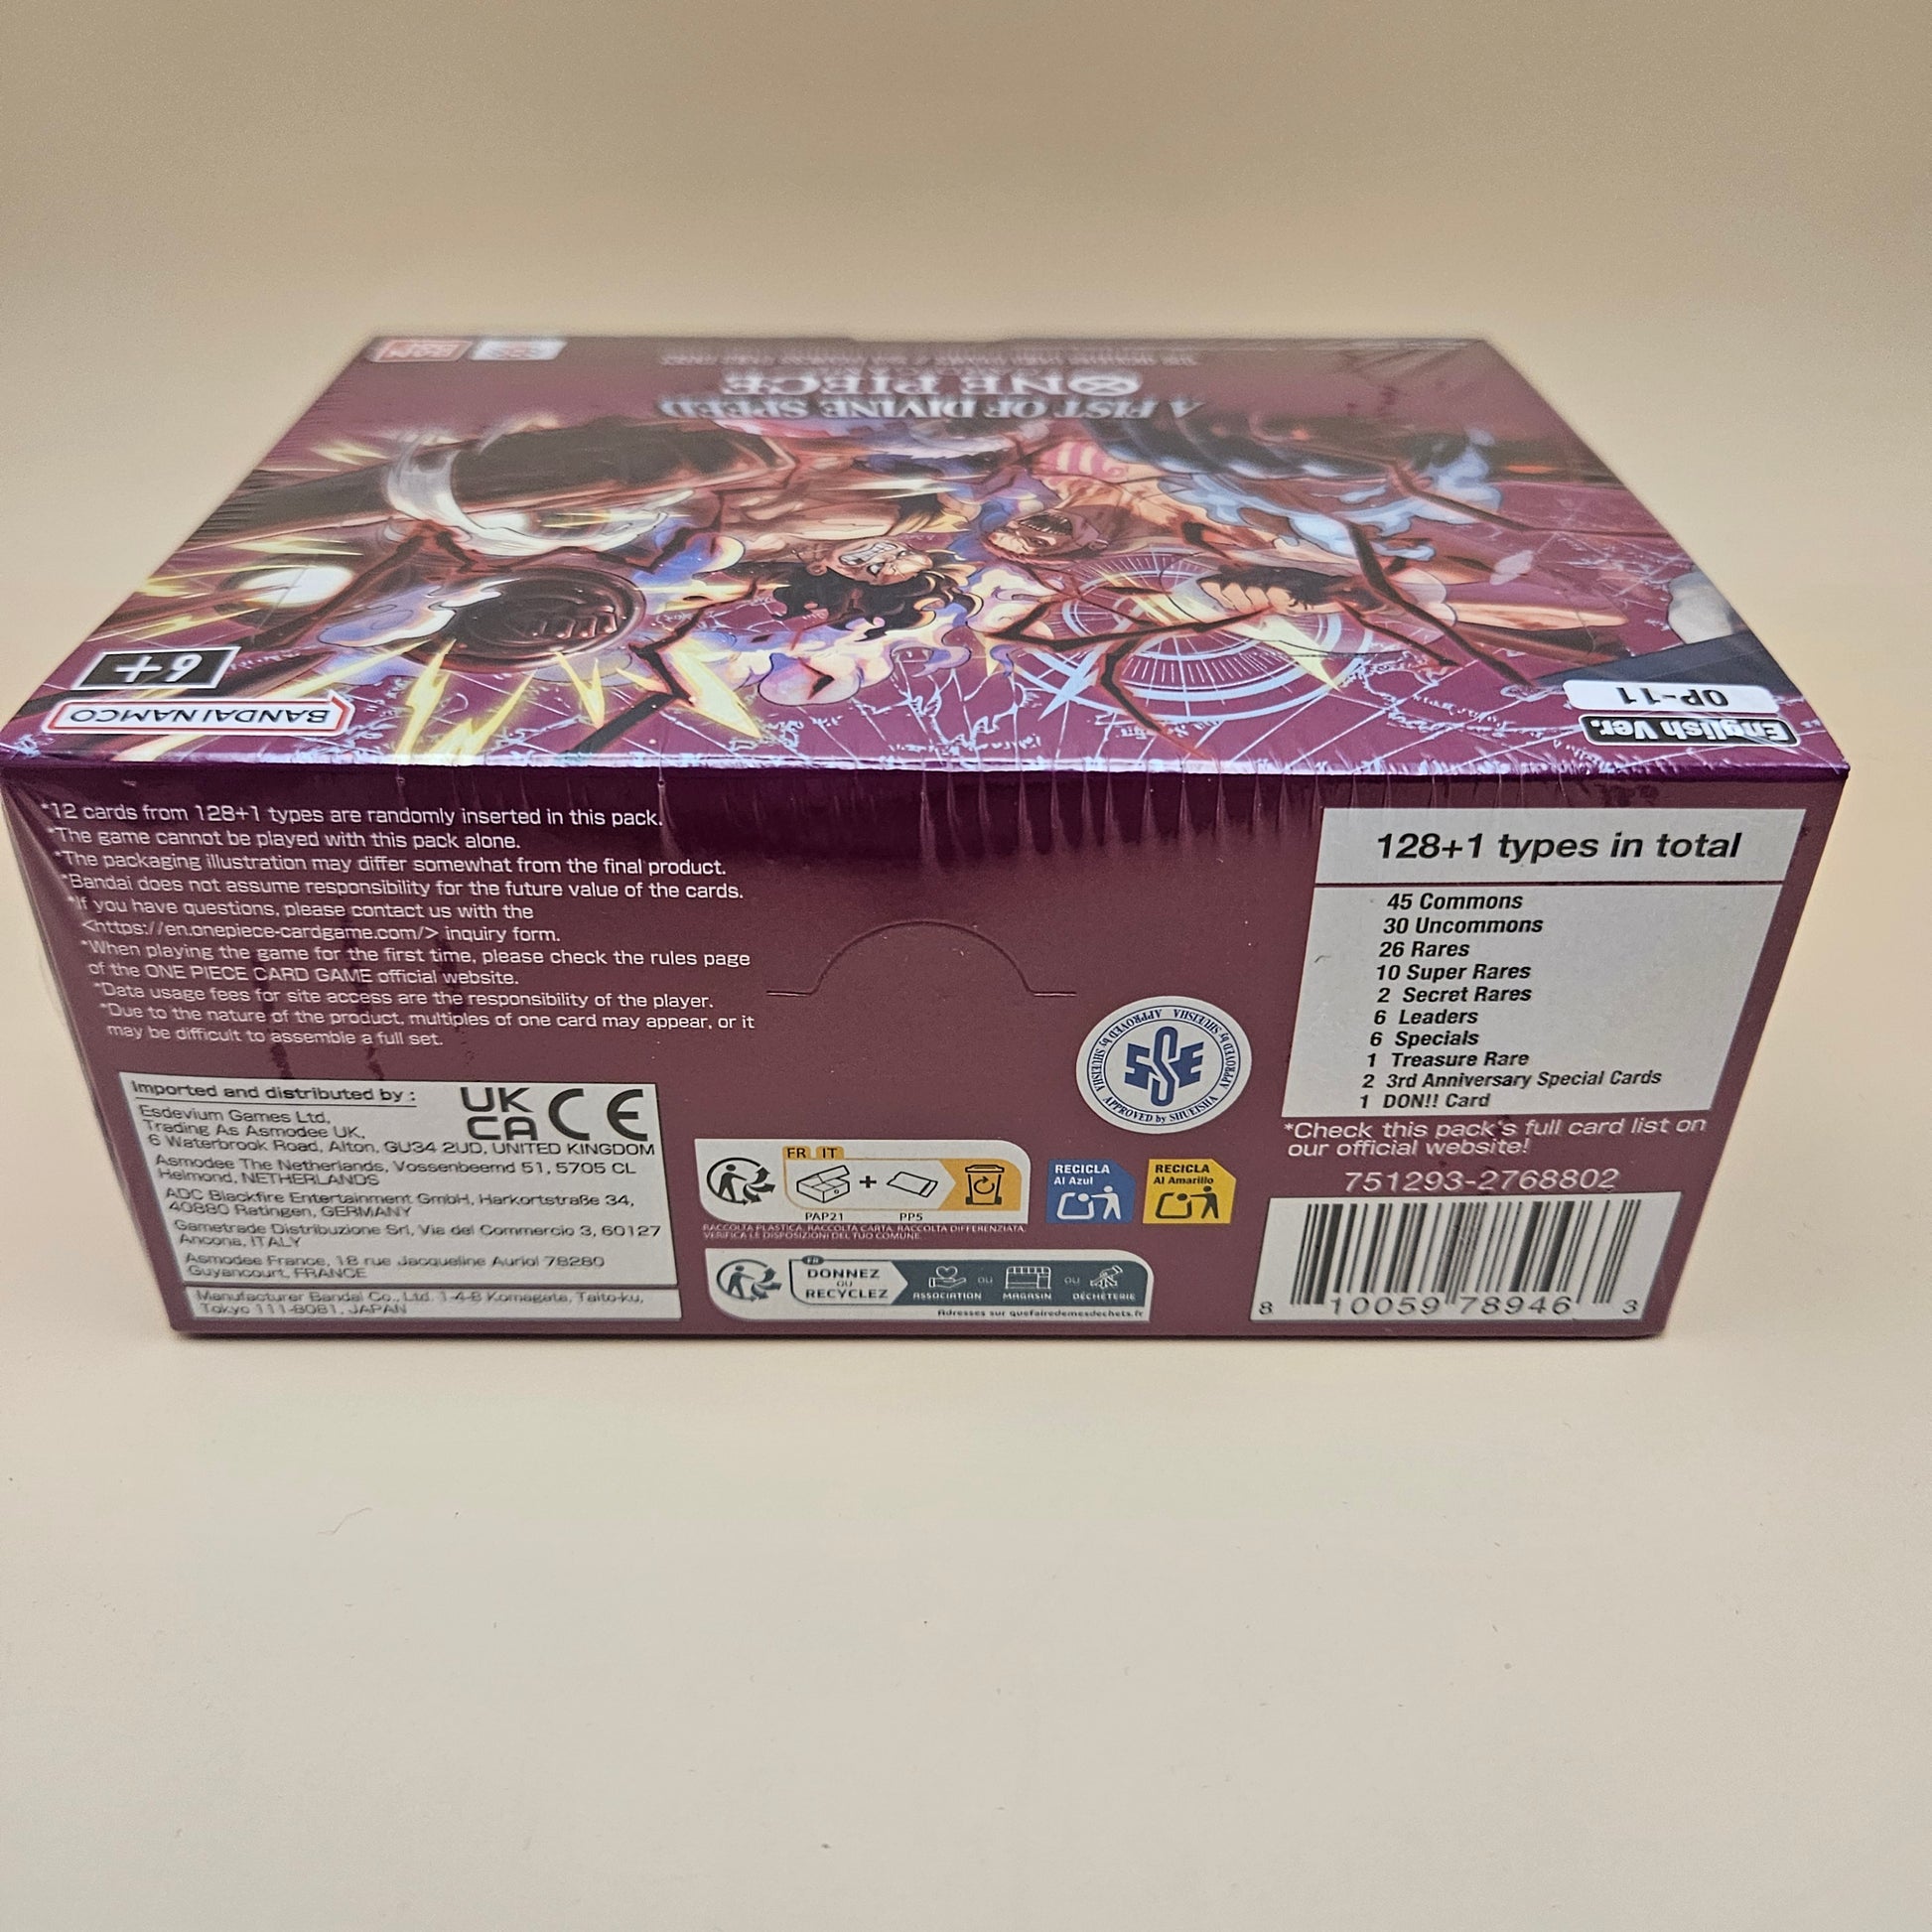 ONE PIECE
A FIST OF DIVINE SPEED
6+
BANDAI NAMCO
OP-11
English Ver.
*12 cards from 128+1 types are randomly inserted in this pack.
*The game cannot be played with this pack alone.
*The packaging illustration may differ somewhat from the final product.
*Bandai does not assume responsibility for the future value of the cards.
*If you have questions, please contact us with the
<https://en.onepiece-cardgame.com/> inquiry form.
*When playing the game for the first time, please check the rules page
of the ONE PIECE CARD GAME official website.
*Data usage fees for site access are the responsibility of the player.
*Due to the nature of the product, multiples of one card may appear, or it
may be difficult to assemble a full set.
Imported and distributed by :
UK
CA CE
Esdevium Games Ltd,
Trading As Asmodee UK,
6 Waterbrook Road, Alton, GU34 2UD, UNITED KINGDOM
Asmodee The Netherlands, Vossenbeemd 51, 5705 CL
Helmond, NETHERLANDS
ADC Blackfire Entertainment GmbH, Harkortstraße 34,
40880 Ratingen, GERMANY
Gametrade Distribuzione Srl, Via del Commercio 3, 60127
Ancona, ITALY
Asmodee France, 18 rue Jacqueline Auriol 78280
Guyancourt, FRANCE
Manufacturer Bandai Co., Ltd. 1-4-8 Komagata, Taito-ku,
Tokyo 111-8081, JAPAN
FR IT
PAP21 + PP5
RACCOLTA PLASTICA, RACCOLTA CARTA, RACCOLTA DIFFERENZIATA.
VERIFICA LE DISPOSIZIONI DEL TUO COMUNE.
FR
DONNEZ
OU
RECYCLEZ
ASSOCIATION OU MAGASIN OU DÉCHÈTERIE
Adresses sur quefairedemesdechets.fr
SSE
APPROVED by SHUEISHA APPROVED by SHUEISHA APPROVED by SHUEISHA
RECICLA
Al Azul
RECICLA
Al Amarillo
128+1 types in total
45 Commons
30 Uncommons
26 Rares
10 Super Rares
2 Secret Rares
6 Leaders
6 Specials
1 Treasure Rare
2 3rd Anniversary Special Cards
1 DON!! Card
*Check this pack's full card list on
our official website!
751293-2768802
8 10059 78946 3